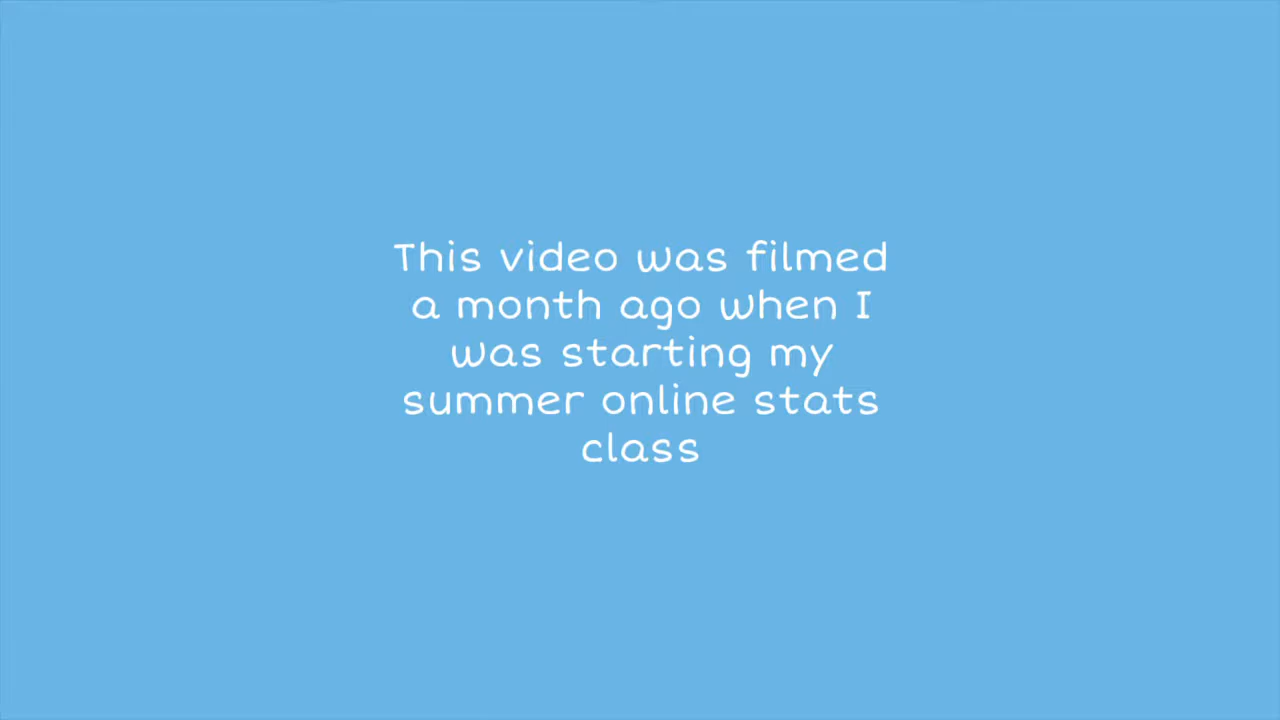 This video was filmed
a month ago when I
was starting my
summer online stats
class